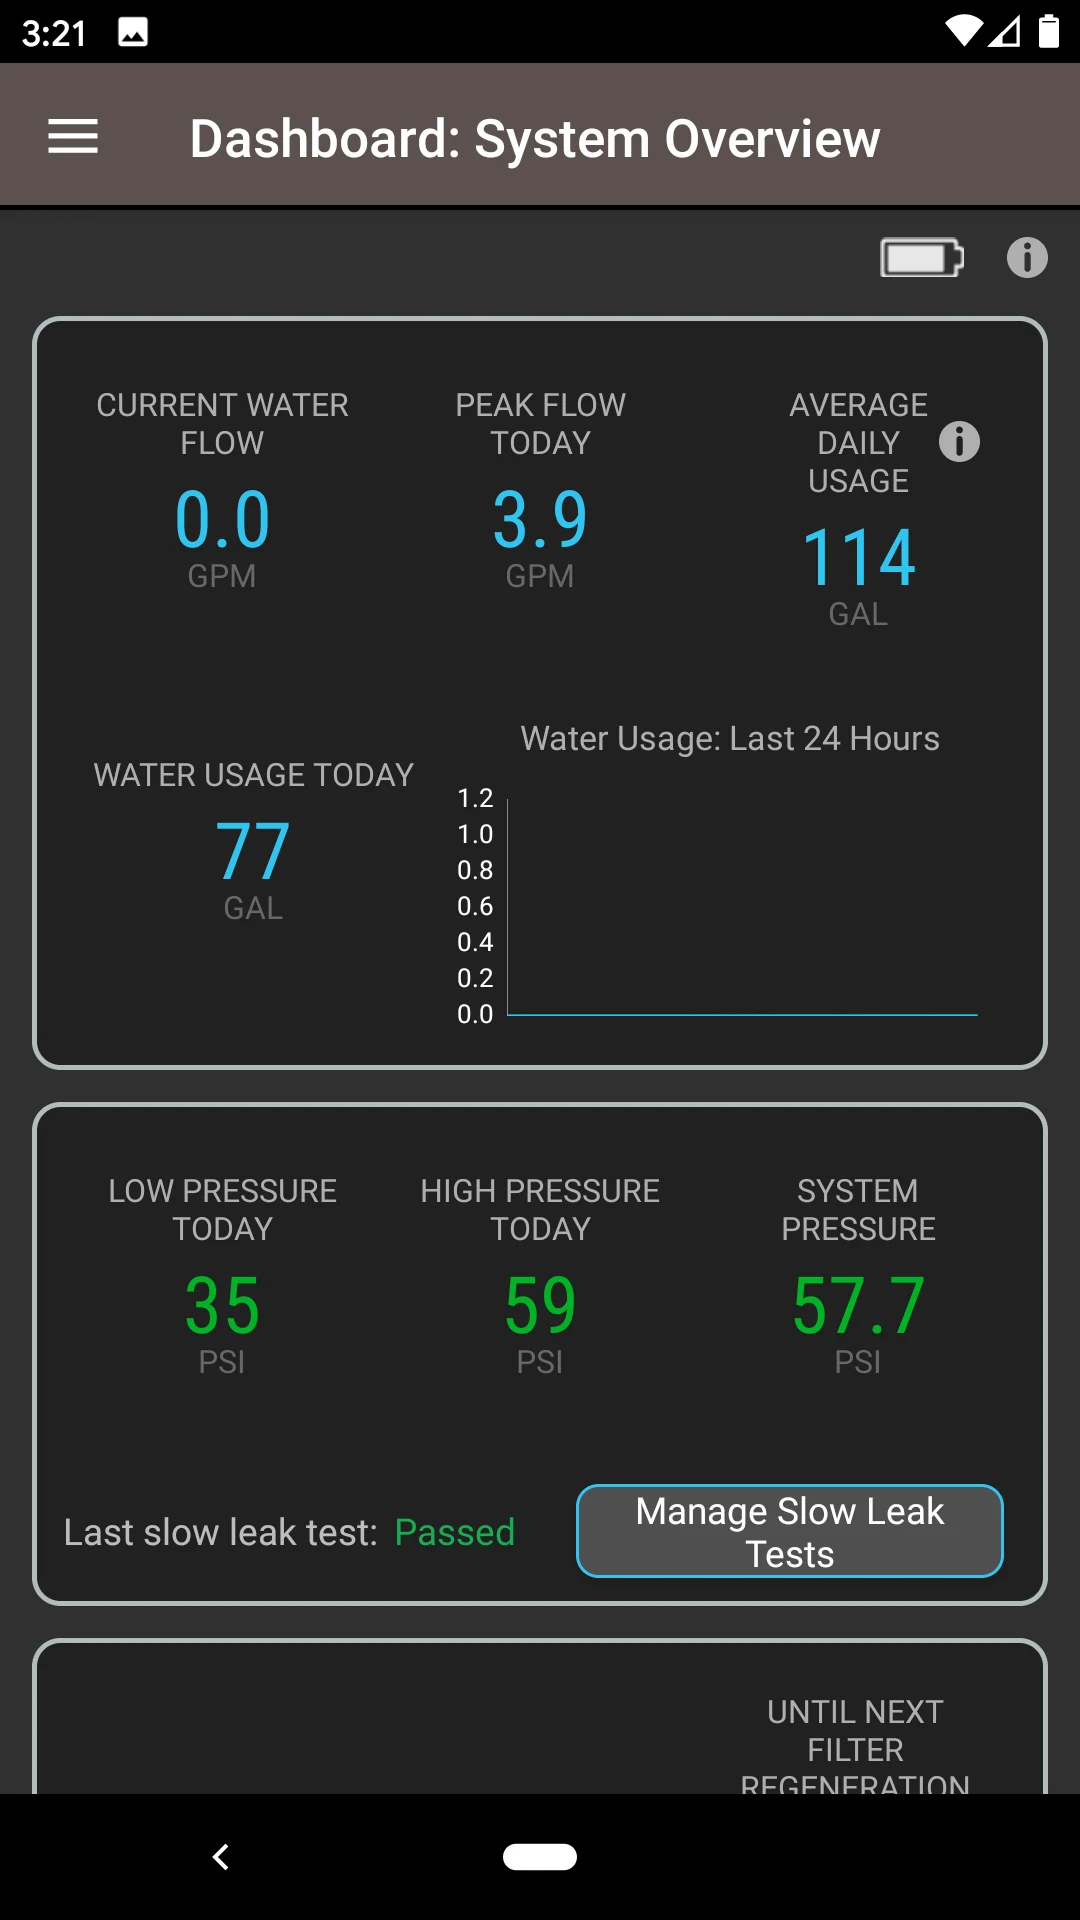 3:21
Dashboard: System Overview
CURRENT WATER
FLOW
0.0
GPM
PEAK FLOW
TODAY
3.9
GPM
AVERAGE
DAILY
USAGE
114
GAL
WATER USAGE TODAY
77
GAL
Water Usage: Last 24 Hours
1.2
1.0
0.8
0.6
0.4
0.2
0.0
LOW PRESSURE
TODAY
35
PSI
HIGH PRESSURE
TODAY
59
PSI
SYSTEM
PRESSURE
57.7
PSI
Last slow leak test: Passed
Manage Slow Leak
Tests
UNTIL NEXT
FILTER
REGENERATION